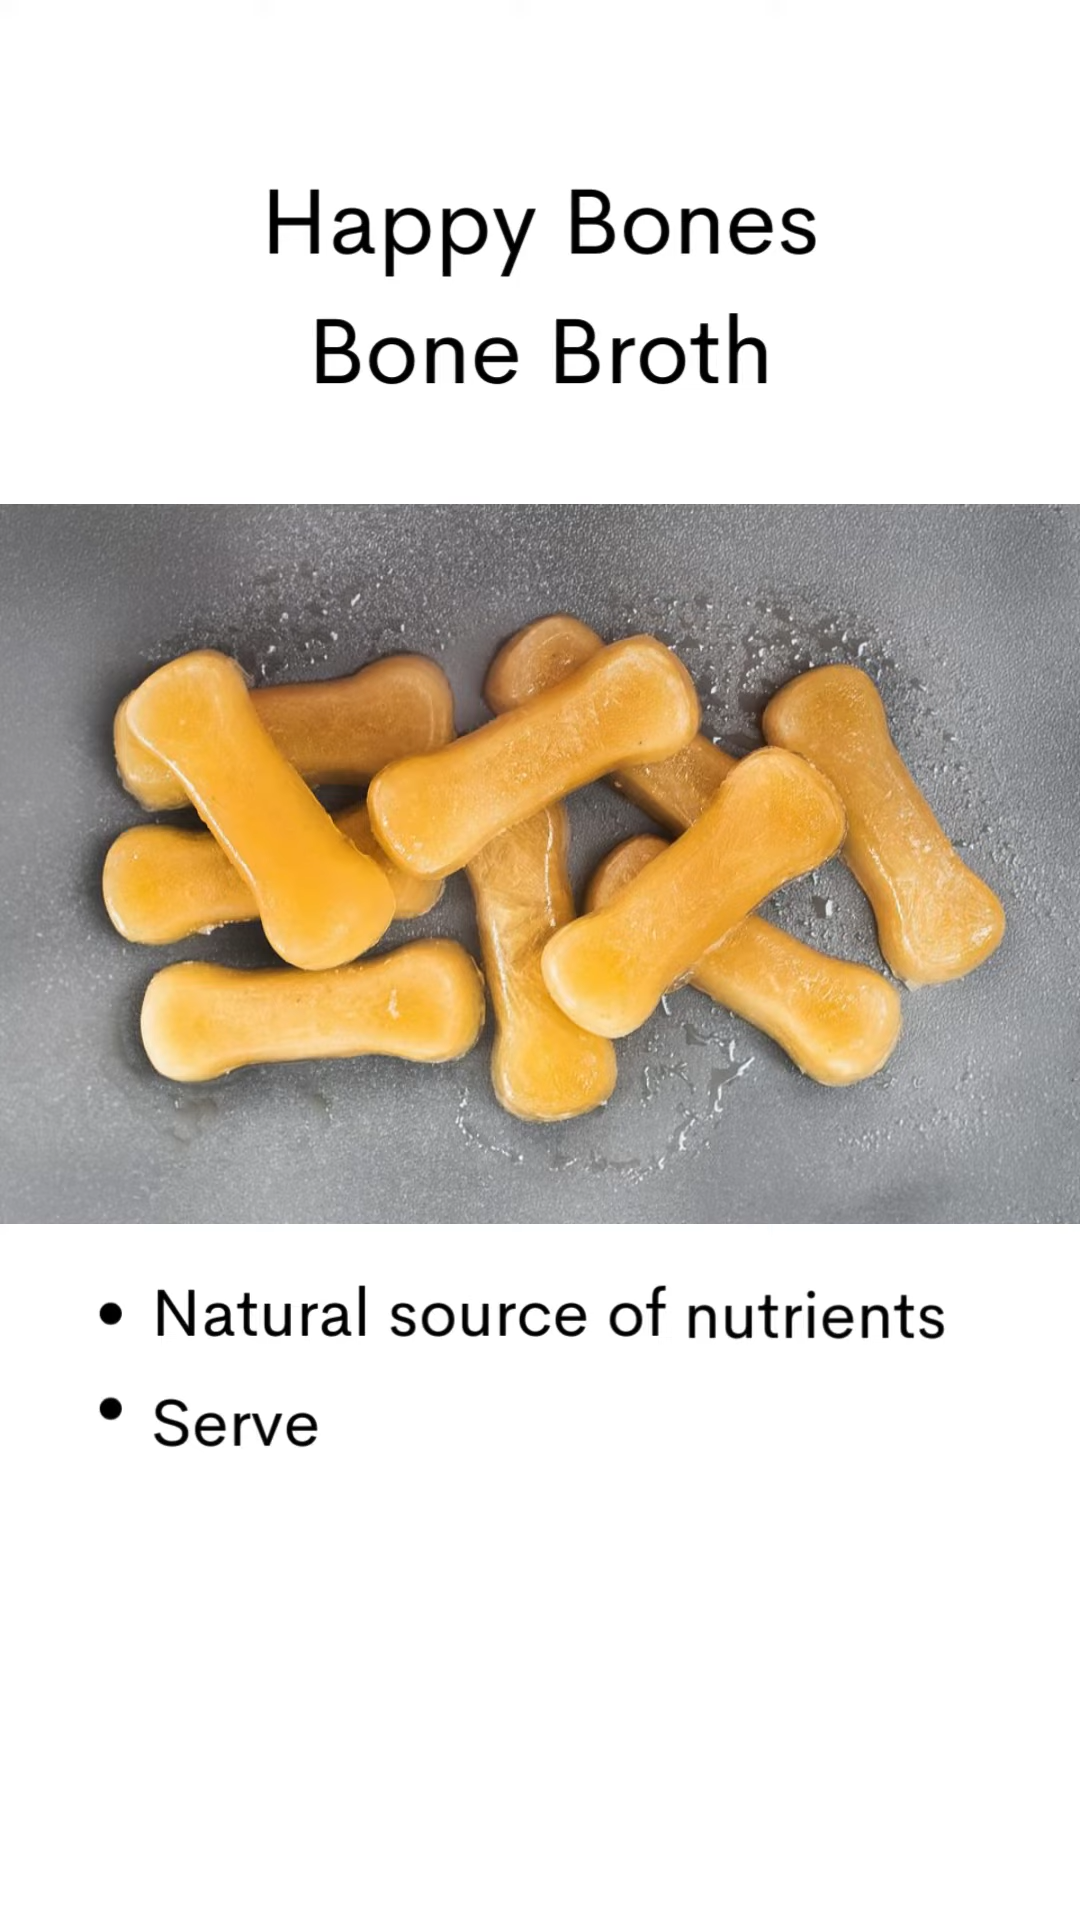 Happy Bones
Bone Broth
• Natural source of nutrients
• Serve